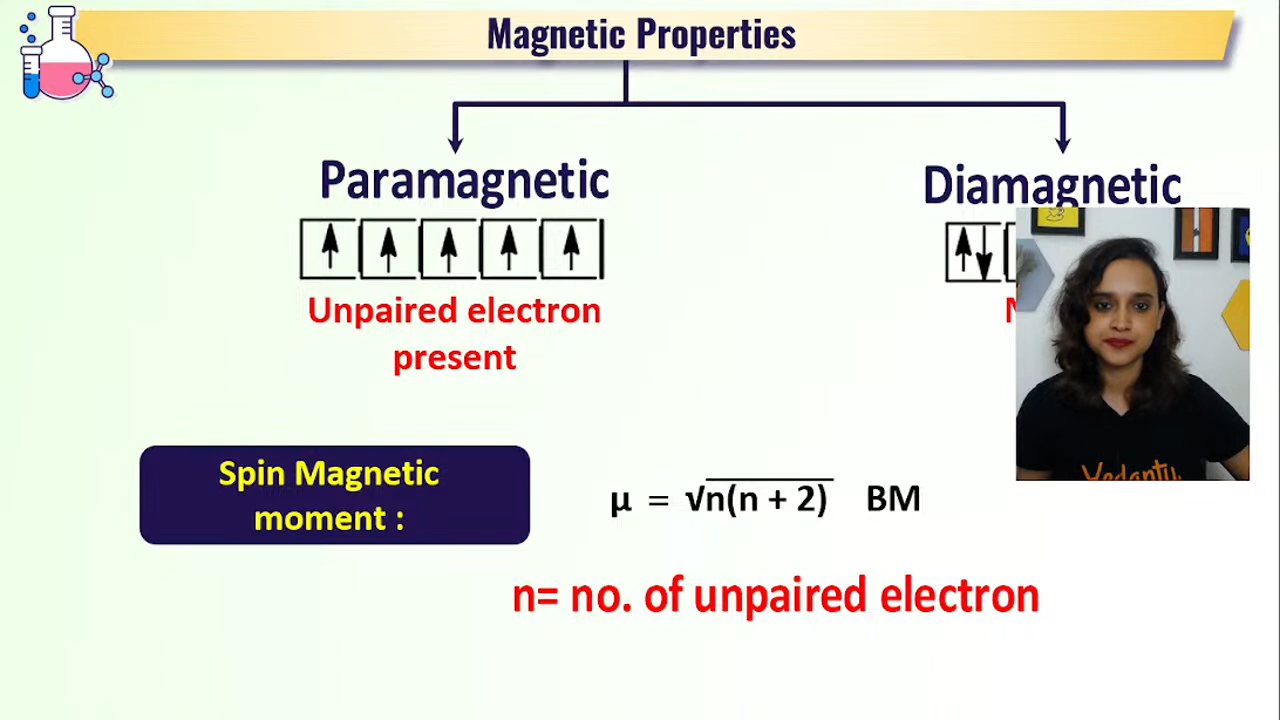 Magnetic Properties
Paramagnetic
Diamagnetic
Unpaired electron
present
Spin Magnetic
moment :
μ = √n(n + 2) BM
n= no. of unpaired electron